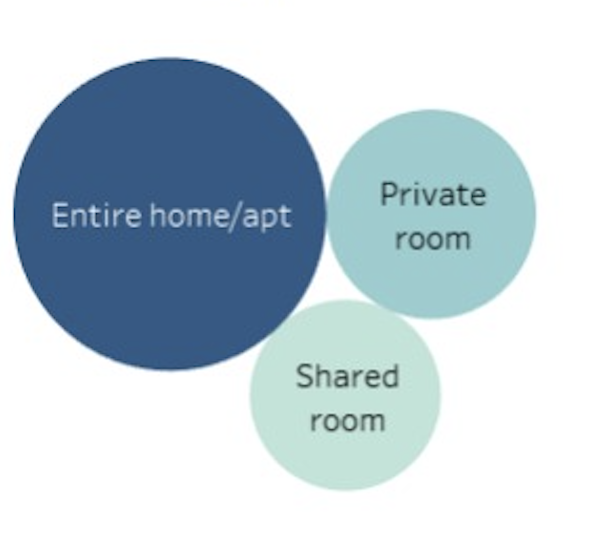 Entire home/apt
Private
room
Shared
room